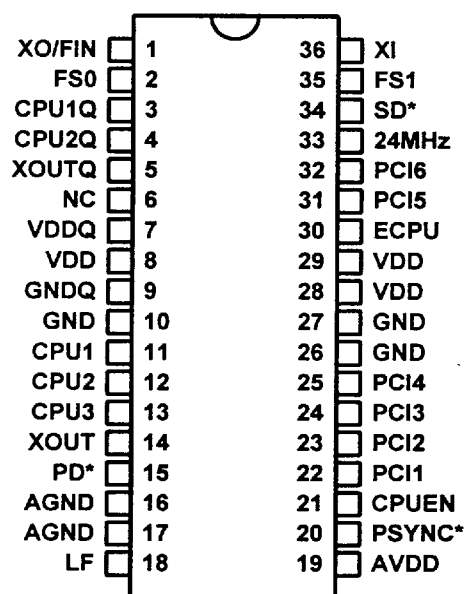 XO/FIN 1 36 XI
FS0 2 35 FS1
CPU1Q 3 34 SD*
CPU2Q 4 33 24MHz
XOUTQ 5 32 PCI6
NC 6 31 PCI5
VDDQ 7 30 ECPU
VDD 8 29 VDD
GNDQ 9 28 VDD
GND 10 27 GND
CPU1 11 26 GND
CPU2 12 25 PCI4
CPU3 13 24 PCI3
XOUT 14 23 PCI2
PD* 15 22 PCI1
AGND 16 21 CPUEN
AGND 17 20 PSYNC*
LF 18 19 AVDD